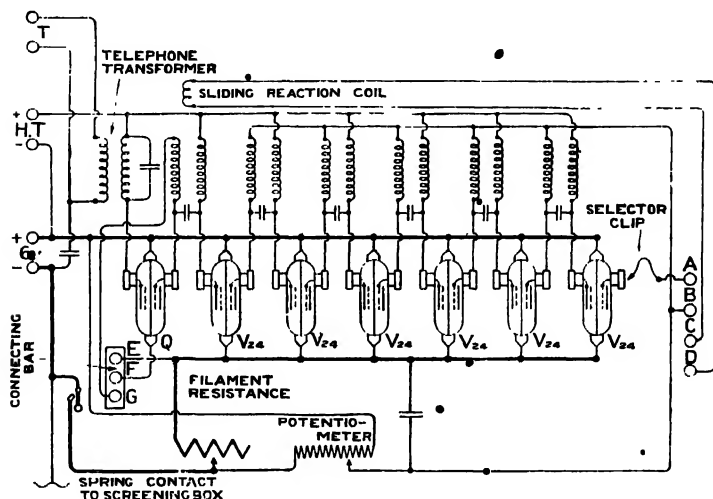 T
TELEPHONE
TRANSFORMER
SLIDING REACTION COIL
+
H.T
-
SELECTOR
CLIP
+
-
A
B
C
D
Q
V24
V24
V24
V24
V24
V24
E
F
G
CONNECTING
BAR
FILAMENT
RESISTANCE
POTENTIO-
METER
SPRING CONTACT
TO SCREENING BOX